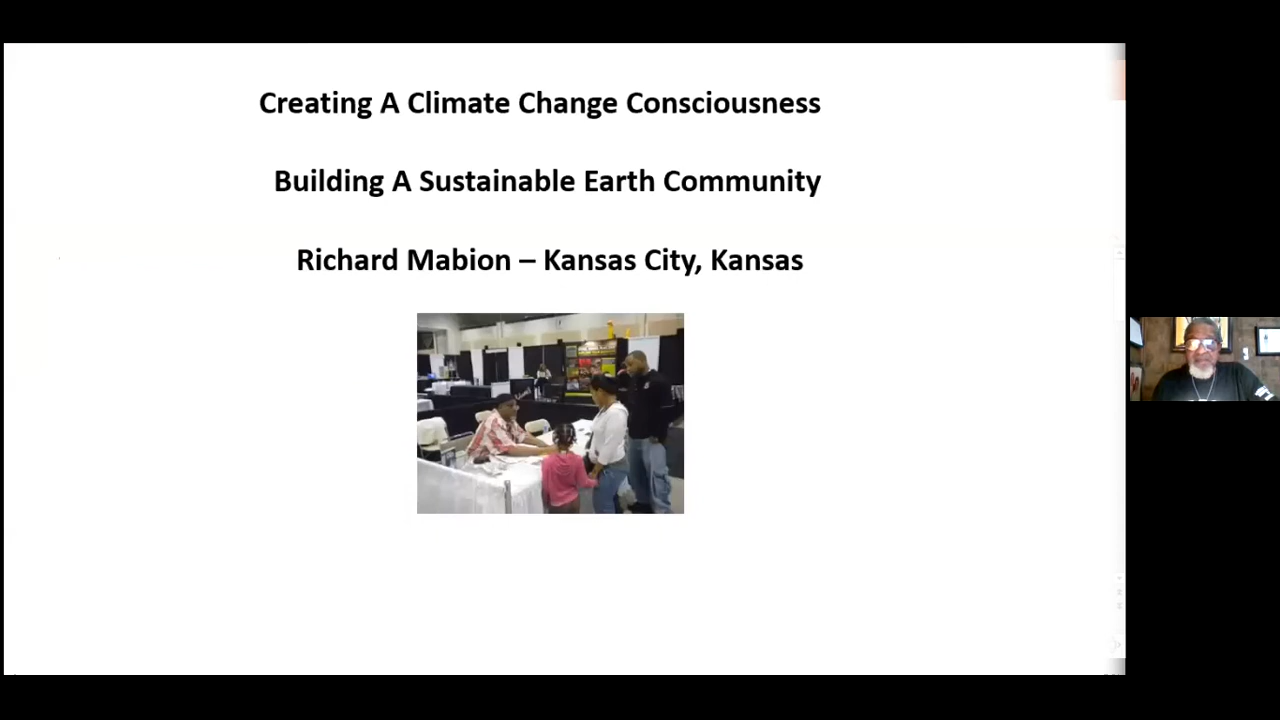 Creating A Climate Change Consciousness
Building A Sustainable Earth Community
Richard Mabion – Kansas City, Kansas